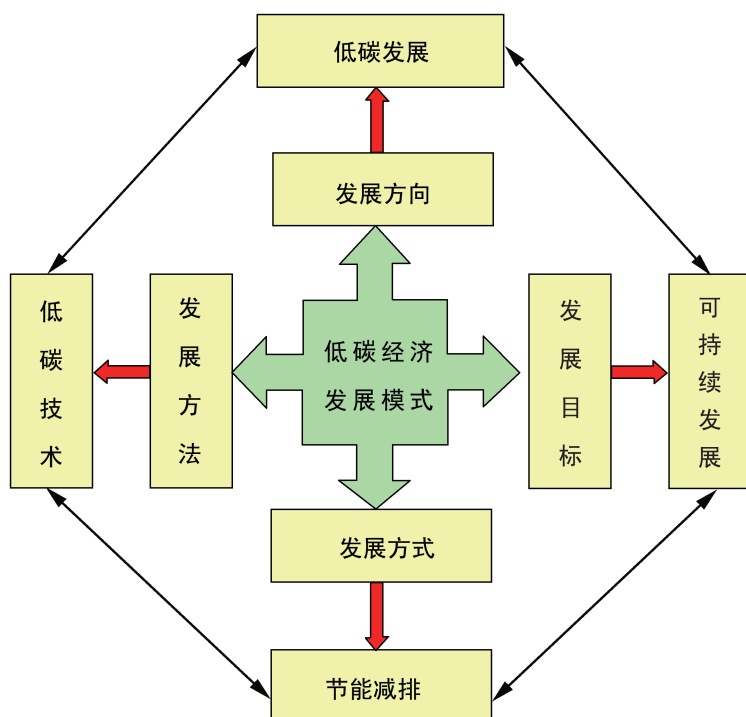 低碳发展
发展方向
低碳技术
发展方法
低碳经济
发展模式
发展目标
可持续发展
发展方式
节能减排